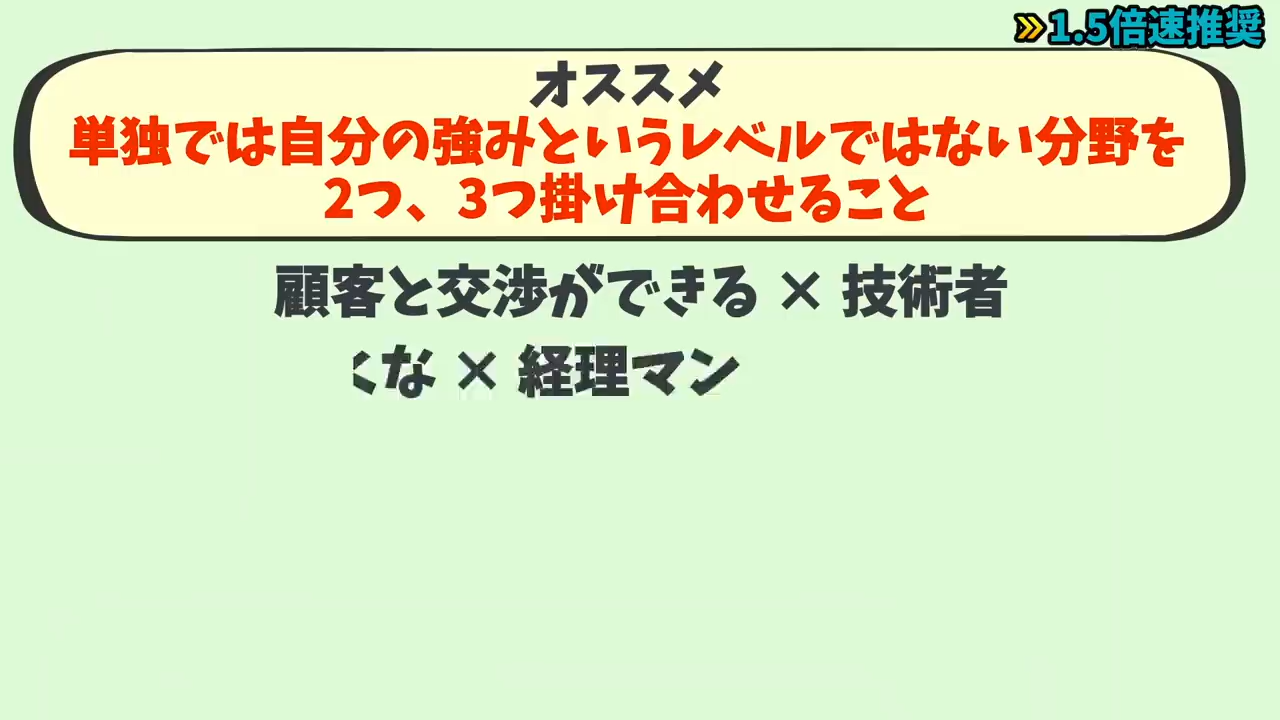 1.5倍速推奨
オススメ
単独では自分の強みというレベルではない分野を
2つ、3つ掛け合わせること
顧客と交渉ができる × 技術者
な × 経理マン